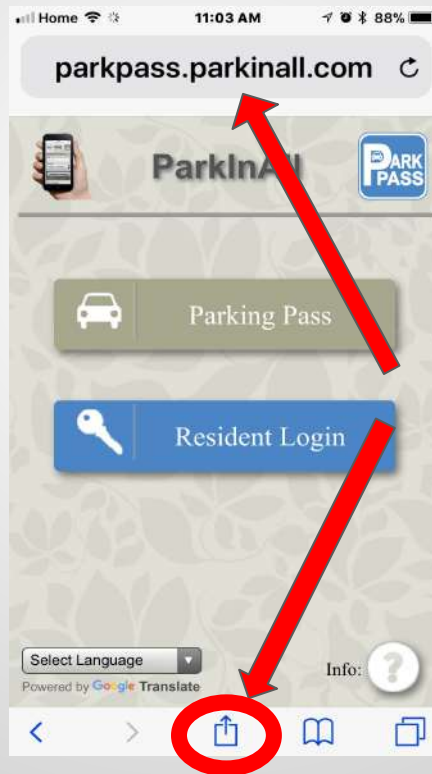 Home 11:03 AM 88%
parkpass.parkinall.com
ParkInAll
PARK
PASS
Parking Pass
Resident Login
Select Language
Info: ?
Powered by Google Translate